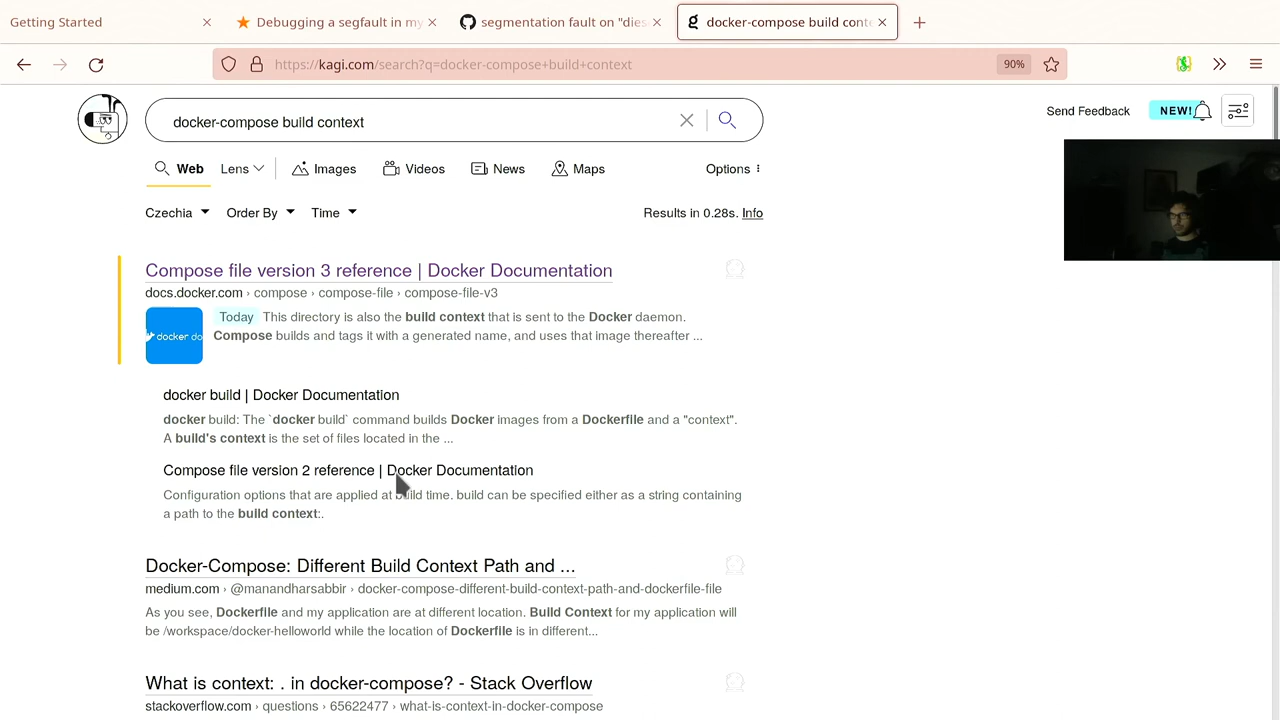 Getting Started
Debugging a segfault in my
segmentation fault on "dies
docker-compose build conte
https://kagi.com/search?q=docker-compose+build+context
90%
docker-compose build context
Send Feedback
NEW!
Web
Lens
Images
Videos
News
Maps
Options
Czechia
Order By
Time
Results in 0.28s. Info
Compose file version 3 reference | Docker Documentation
docs.docker.com › compose › compose-file › compose-file-v3
docker do
Today This directory is also the build context that is sent to the Docker daemon.
Compose builds and tags it with a generated name, and uses that image thereafter ...
docker build | Docker Documentation
docker build: The `docker build` command builds Docker images from a Dockerfile and a "context".
A build's context is the set of files located in the ...
Compose file version 2 reference | Docker Documentation
Configuration options that are applied at build time. build can be specified either as a string containing
a path to the build context:.
Docker-Compose: Different Build Context Path and ...
medium.com › @manandharsabbir › docker-compose-different-build-context-path-and-dockerfile-file
As you see, Dockerfile and my application are at different location. Build Context for my application will
be /workspace/docker-helloworld while the location of Dockerfile is in different...
What is context: . in docker-compose? - Stack Overflow
stackoverflow.com › questions › 65622477 › what-is-context-in-docker-compose